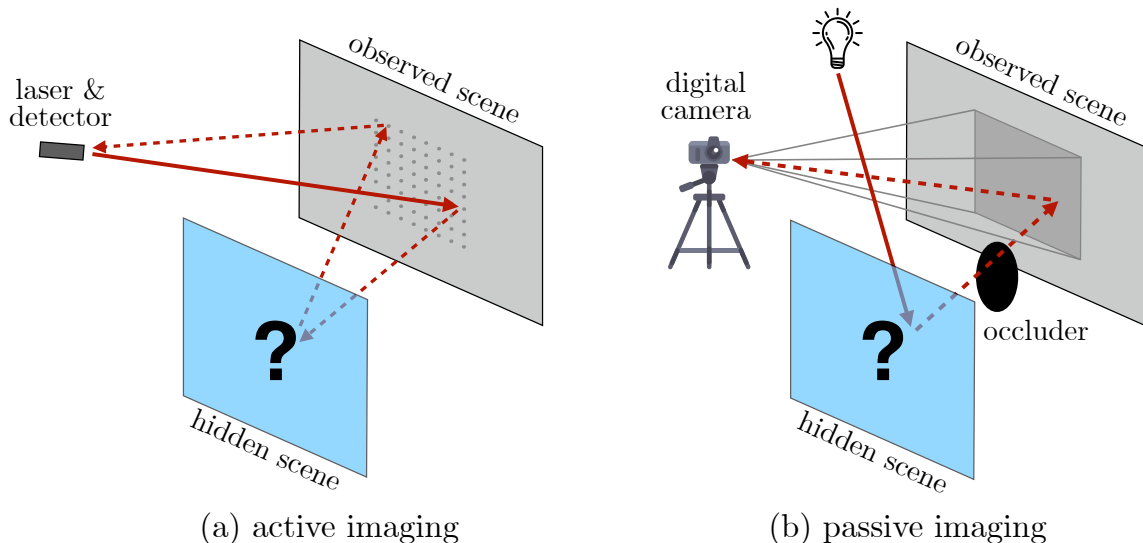 laser &
detector
observed scene
?
hidden scene
(a) active imaging
digital
camera
observed scene
occluder
?
hidden scene
(b) passive imaging